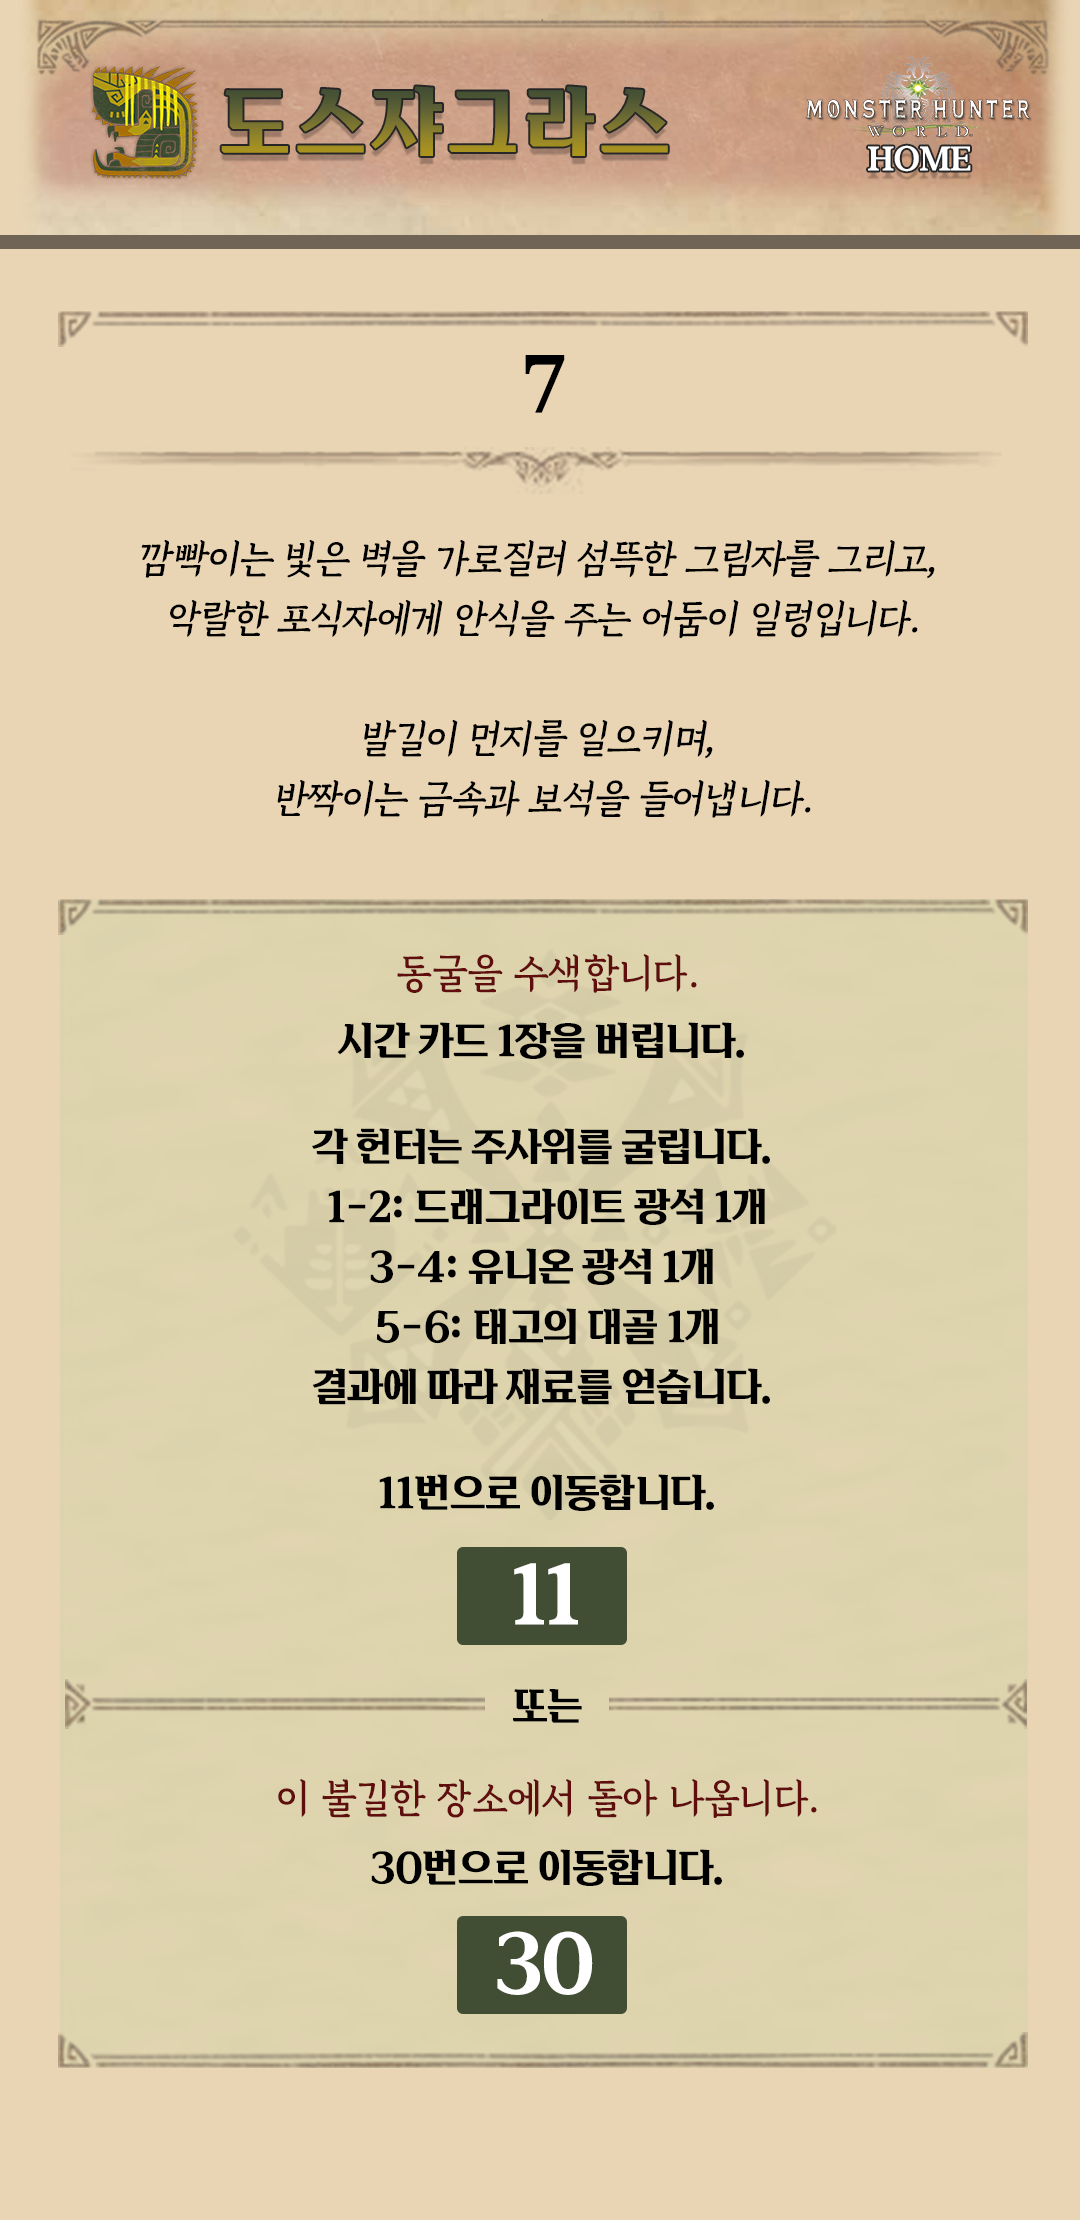 도스쟈그라스
MONSTER HUNTER
WORLD
HOME
7
깜빡이는 빛은 벽을 가로질러 섬뜩한 그림자를 그리고,
악랄한 포식자에게 안식을 주는 어둠이 일렁입니다.
발길이 먼지를 일으키며,
반짝이는 금속과 보석을 들어냅니다.
동굴을 수색합니다.
시간 카드 1장을 버립니다.
각 헌터는 주사위를 굴립니다.
1-2: 드래그라이트 광석 1개
3-4: 유니온 광석 1개
5-6: 태고의 대골 1개
결과에 따라 재료를 얻습니다.
11번으로 이동합니다.
11
또는
이 불길한 장소에서 돌아 나옵니다.
30번으로 이동합니다.
30